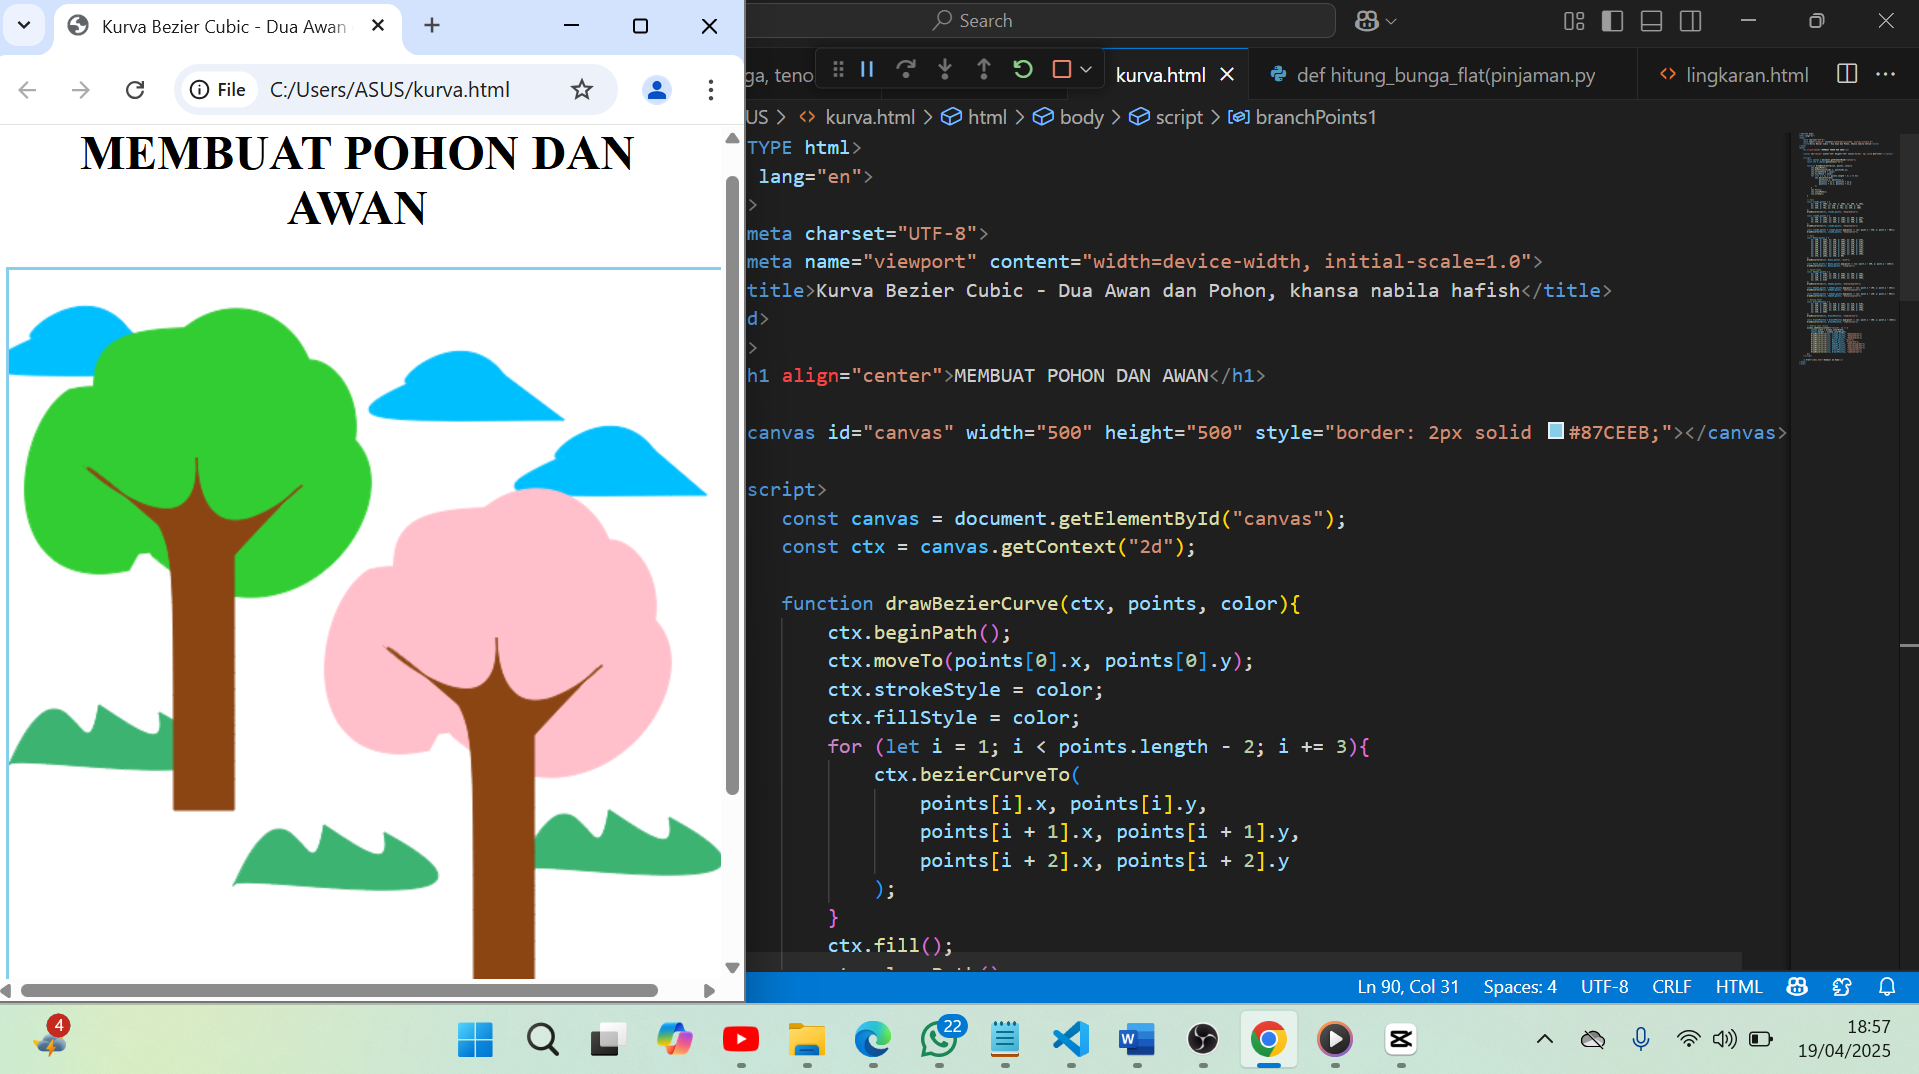 Kurva Bezier Cubic - Dua Awan
File
C:/Users/ASUS/kurva.html
MEMBUAT POHON DAN
AWAN
Search
ga, teno
kurva.html
def hitung_bunga_flat(pinjaman.py
lingkaran.html
US > kurva.html > html > body > script > branchPoints1
TYPE html>
lang="en">
>
meta charset="UTF-8">
meta name="viewport" content="width=device-width, initial-scale=1.0">
title>Kurva Bezier Cubic - Dua Awan dan Pohon, khansa nabila hafish</title>
d>
>
h1 align="center">MEMBUAT POHON DAN AWAN</h1>
canvas id="canvas" width="500" height="500" style="border: 2px solid #87CEEB;"></canvas>
script>
const canvas = document.getElementById("canvas");
const ctx = canvas.getContext("2d");
function drawBezierCurve(ctx, points, color){
ctx.beginPath();
ctx.moveTo(points[0].x, points[0].y);
ctx.strokeStyle = color;
ctx.fillStyle = color;
for (let i = 1; i < points.length - 2; i += 3){
ctx.bezierCurveTo(
points[i].x, points[i].y,
points[i + 1].x, points[i + 1].y,
points[i + 2].x, points[i + 2].y
);
}
ctx.fill();
Ln 90, Col 31
Spaces: 4
UTF-8
CRLF
HTML
4
22
18:57
19/04/2025